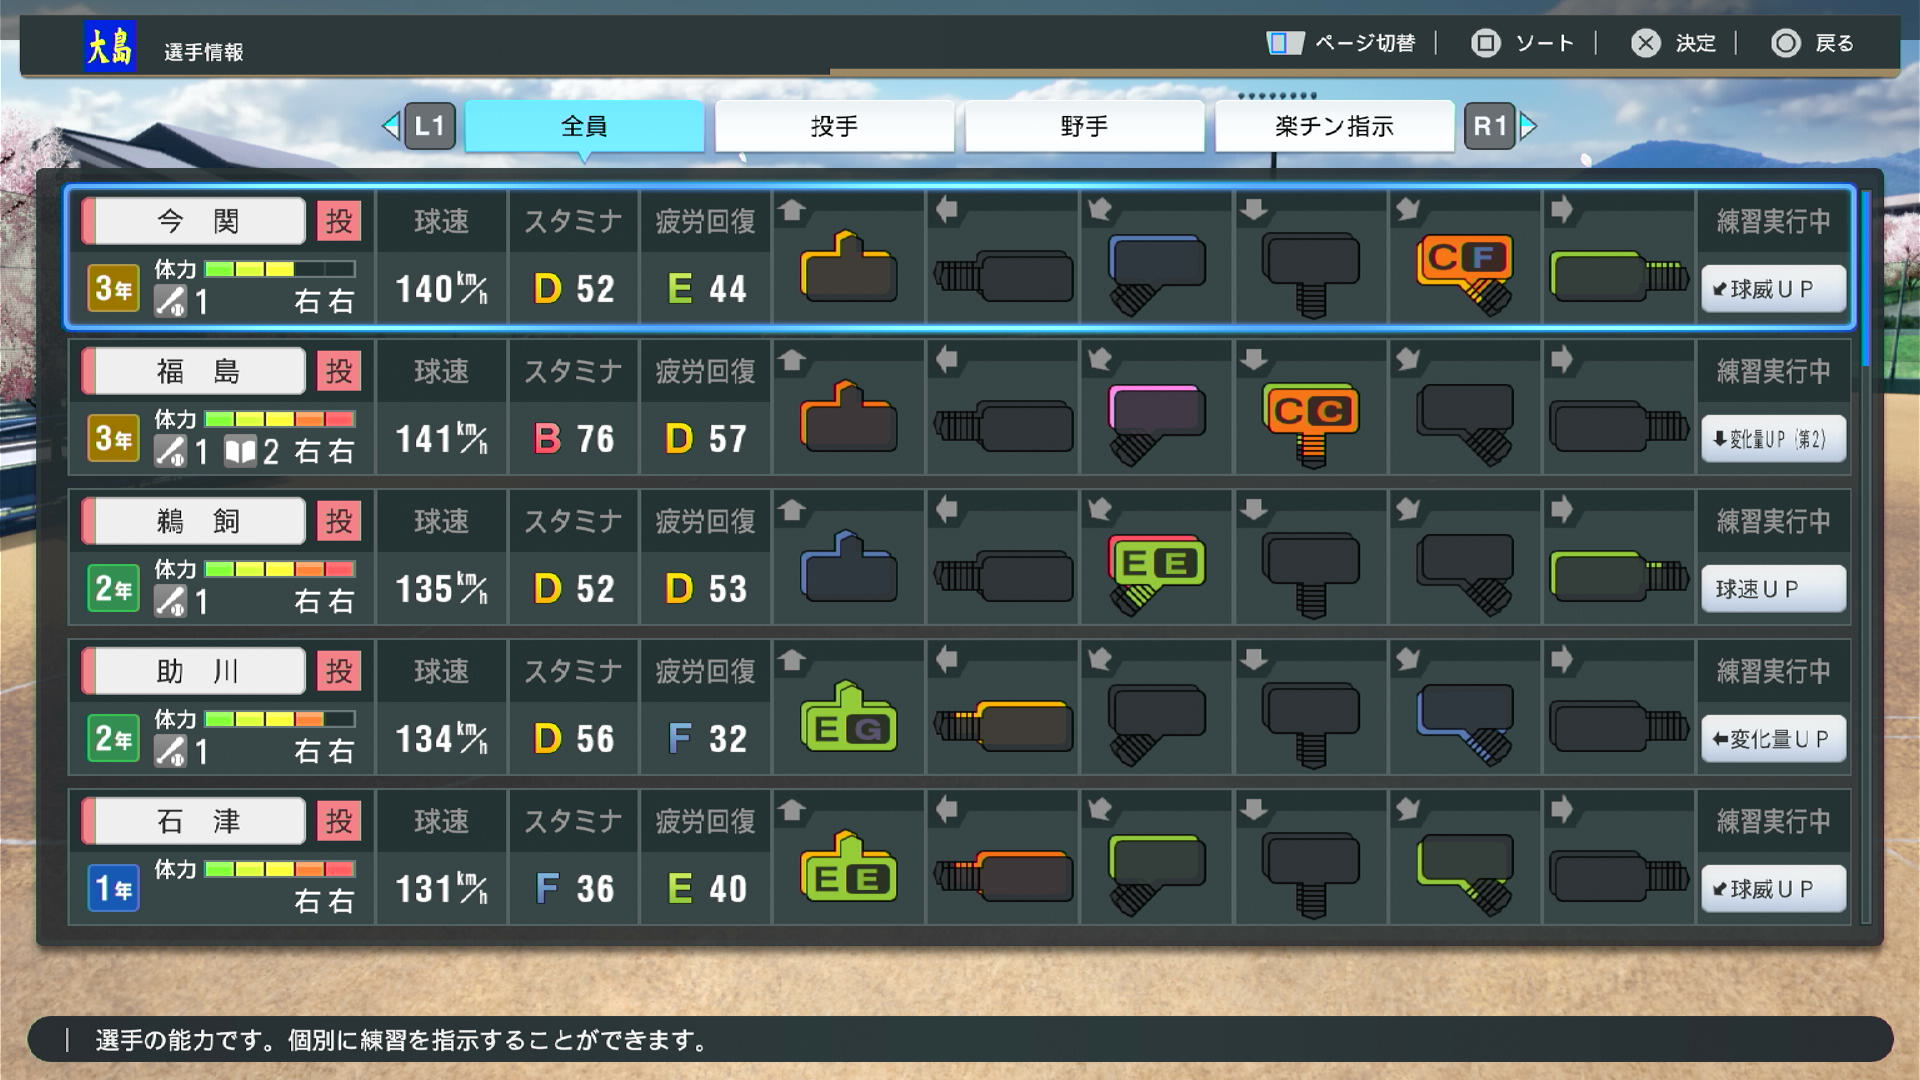 大島 選手情報 ページ切替 ソート 決定 戻る
L1 全員 投手 野手 楽チン指示 R1
今関 投 球速 スタミナ 疲労回復 練習実行中
3年 体力 1 右右 140km/h D 52 E 44 C F 球威UP
福島 投 球速 スタミナ 疲労回復 練習実行中
3年 体力 1 2 右右 141km/h B 76 D 57 C C 変化量UP(第2)
鵜飼 投 球速 スタミナ 疲労回復 練習実行中
2年 体力 1 右右 135km/h D 52 D 53 E E 球速UP
助川 投 球速 スタミナ 疲労回復 練習実行中
2年 体力 1 右右 134km/h D 56 F 32 E G 変化量UP
石津 投 球速 スタミナ 疲労回復 練習実行中
1年 体力 右右 131km/h F 36 E 40 E E 球威UP
選手の能力です。個別に練習を指示することができます。